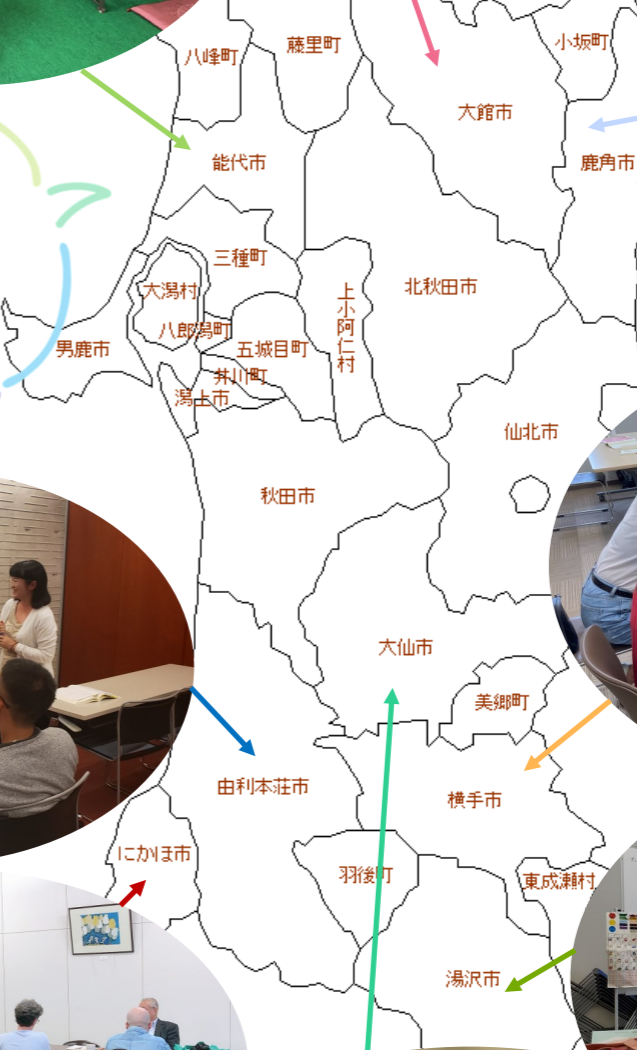 八峰町
藤里町
小坂町
大館市
能代市
鹿角市
三種町
大潟村
北秋田市
上小阿仁村
八郎潟町
男鹿市
五城目町
井川町
潟上市
仙北市
秋田市
大仙市
美郷町
由利本荘市
横手市
にかほ市
羽後町
東成瀬村
湯沢市